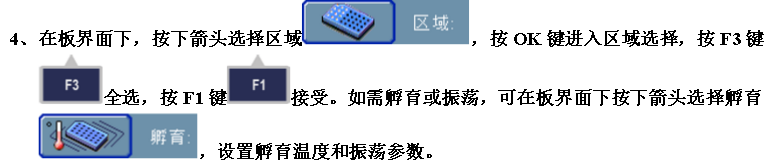 4、在板界面下，按下箭头选择区域 区域: ，按 OK 键进入区域选择，按 F3 键
F3 全选，按 F1 键 F1 接受。如需孵育或振荡，可在板界面下按下箭头选择孵育
孵育: ，设置孵育温度和振荡参数。